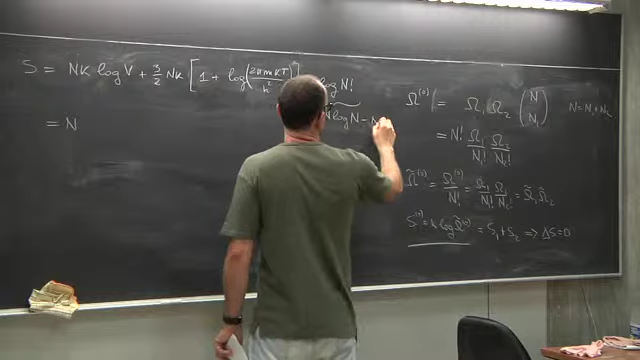 S = NK log V + 3/2 NK [ 1 + log( 2πmKT / h² ) ] log N!
N log N -
= N
Ω^(0) | = Ω₁ Ω₂ ( N N₁ ) N = N₁ + N₂
= N! Ω₁/N₁! Ω₂/N₂!
Ω̃^(0) = Ω^(0)/N! = Ω₁/N₁! Ω₂/N₂! = Ω̃₁ Ω̃₂
S^(0) = k log Ω̃^(0) = S₁ + S₂ ⇒ ΔS = 0